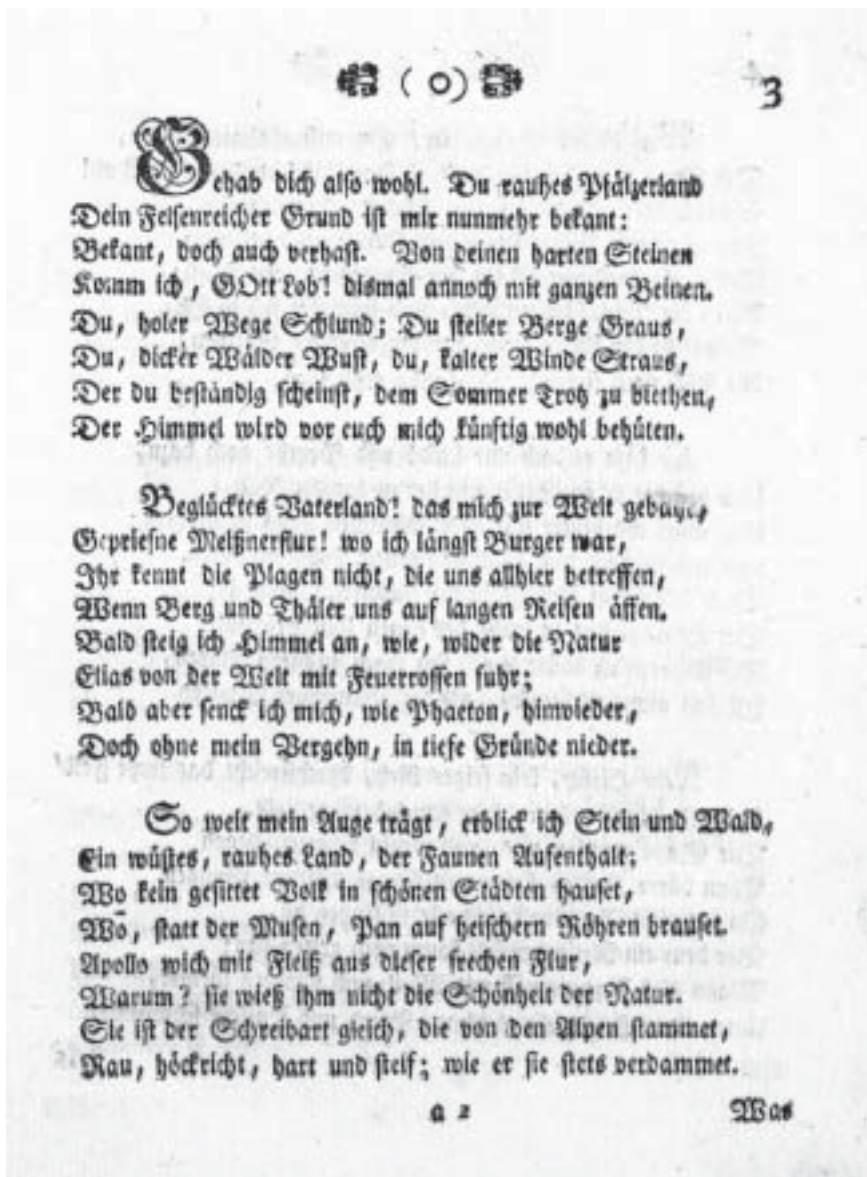 ( O ) 3
Gehab dich also wohl. Du rauhes Pfälzerland
Dein Felsenreicher Grund ist mir nunmehr bekant:
Bekant, doch auch verhast. Von deinen harten Steinen
Komm ich, GOtt Lob! dismal annoch mit ganzen Beinen.
Du, holer Wege Schlund; Du steiler Berge Graus,
Du, dicker Wälder Wust, du, kalter Winde Straus,
Der du beständig scheinst, dem Sommer Trotz zu biethen,
Der Himmel wird vor euch mich künftig wohl behüten.
Beglücktes Vaterland! das mich zur Welt gebahr,
Gepriesne Meißnerflur! wo ich längst Burger war,
Ihr kennt die Plagen nicht, die uns allhier betreffen,
Wenn Berg und Thäler uns auf langen Reisen äffen.
Bald steig ich Himmel an, wie, wider die Natur
Elias von der Welt mit Feuerrossen fuhr;
Bald aber senck ich mich, wie Phaeton, hinwieder,
Doch ohne mein Vergehn, in tiefe Gründe nieder.
So weit mein Auge trägt, erblick ich Stein und Wald,
Ein wüstes, rauhes Land, der Faunen Aufenthalt;
Wo kein gesittet Volk in schönen Städten hauset,
Wo, statt der Musen, Pan auf heischern Röhren brauset.
Apollo wich mit Fleiß aus dieser frechen Flur,
Warum? sie wieß ihm nicht die Schönheit der Natur.
Sie ist der Schreibart gleich, die von den Alpen stammet,
Rau, höckricht, hart und steif; wie er sie stets verdammet.
a 2 Was